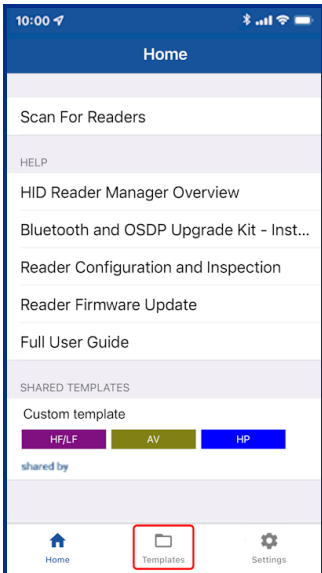 10:00
Home
Scan For Readers
HELP
HID Reader Manager Overview
Bluetooth and OSDP Upgrade Kit - Inst...
Reader Configuration and Inspection
Reader Firmware Update
Full User Guide
SHARED TEMPLATES
Custom template
HF/LF AV HP
shared by
Home Templates Settings